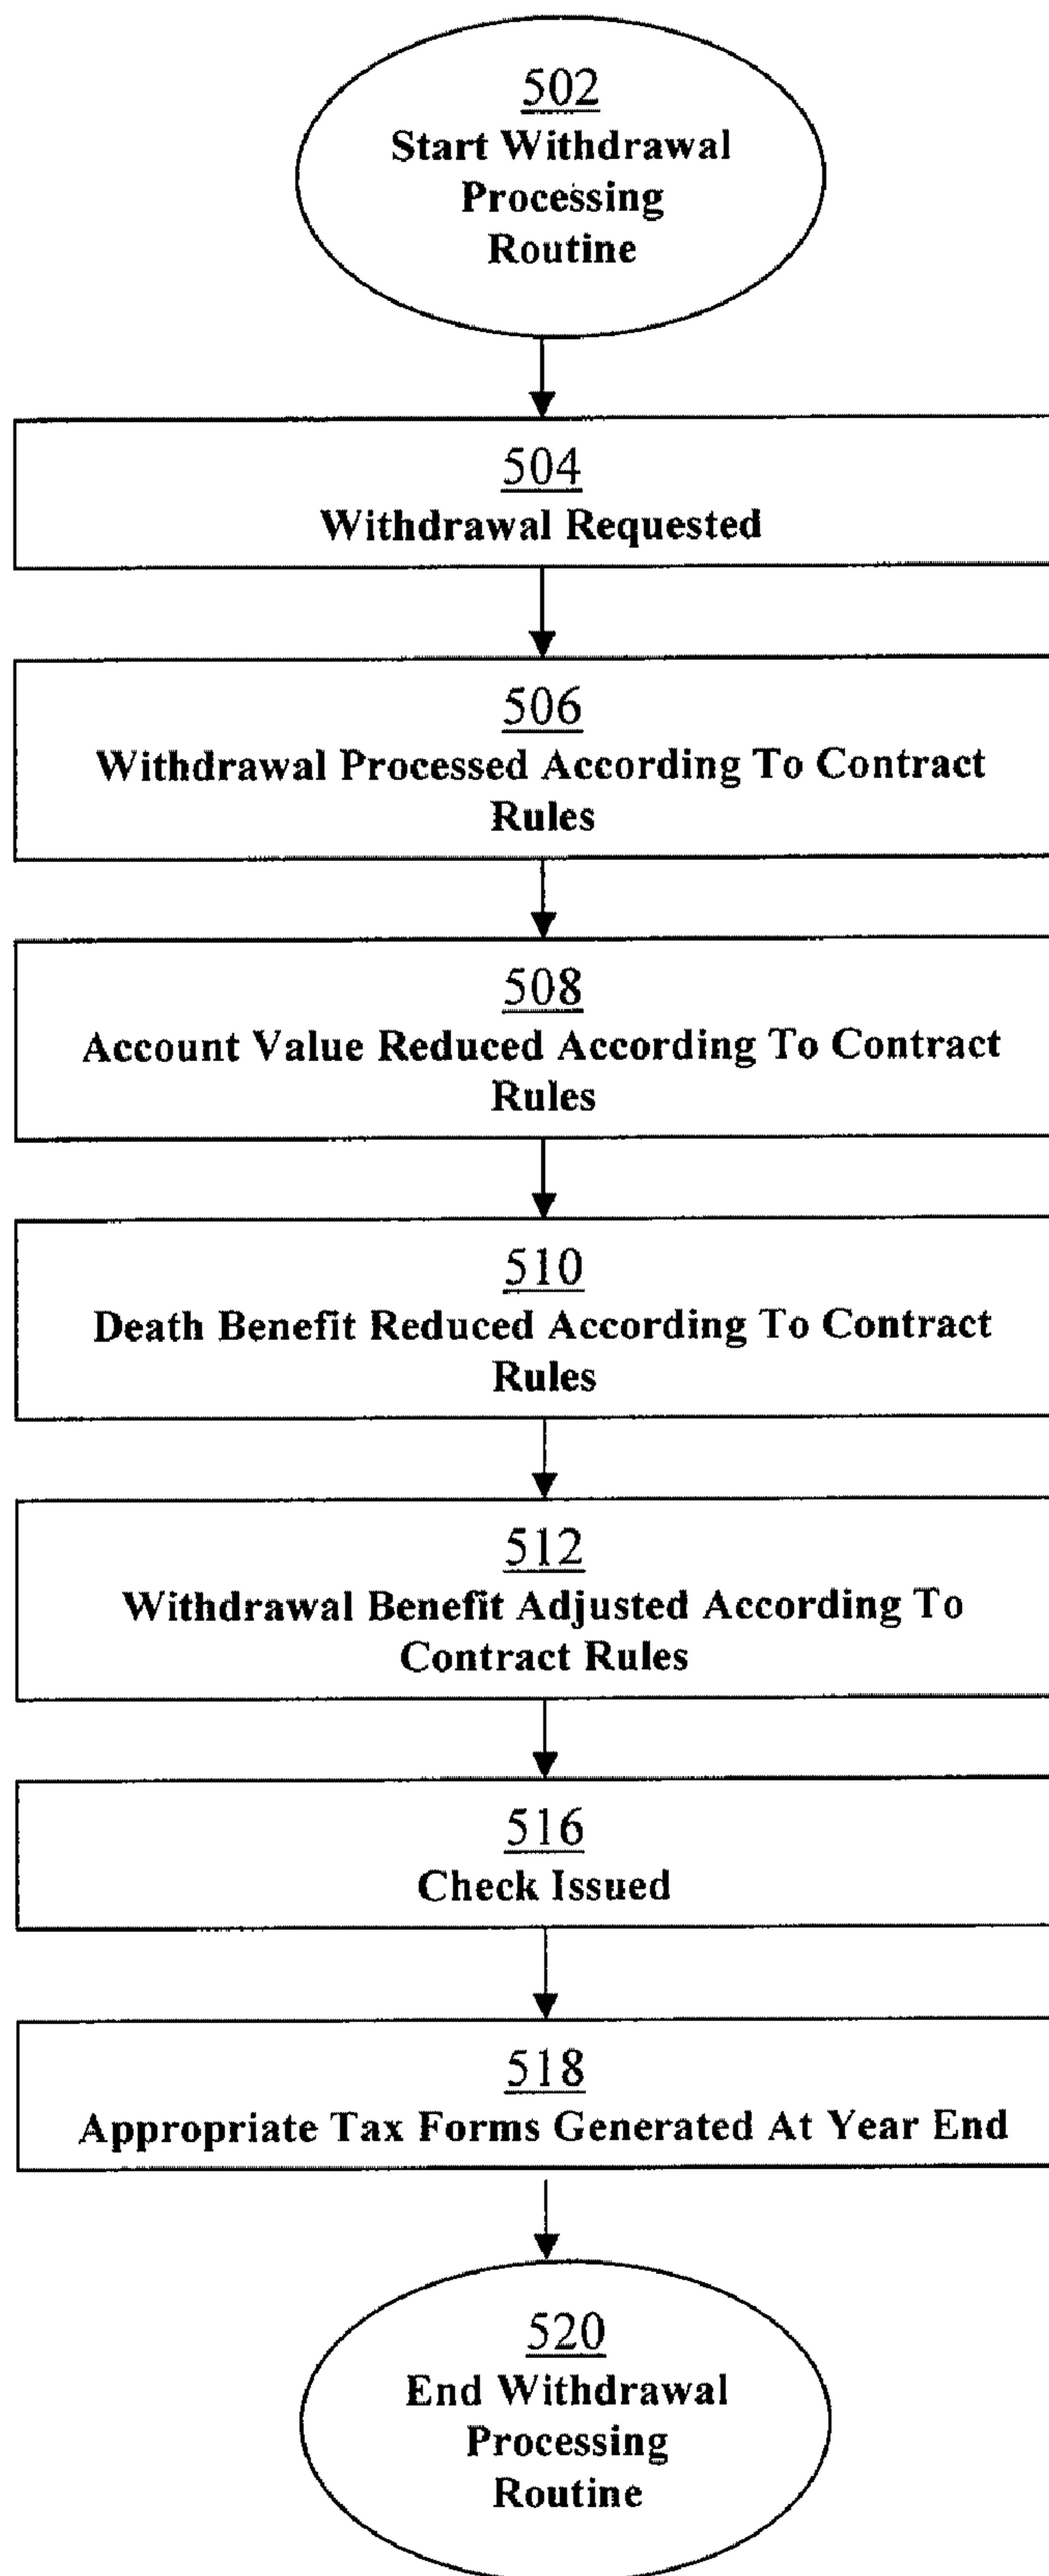 502
Start Withdrawal
Processing
Routine
504
Withdrawal Requested
506
Withdrawal Processed According To Contract
Rules
508
Account Value Reduced According To Contract
Rules
510
Death Benefit Reduced According To Contract
Rules
512
Withdrawal Benefit Adjusted According To
Contract Rules
516
Check Issued
518
Appropriate Tax Forms Generated At Year End
520
End Withdrawal
Processing
Routine